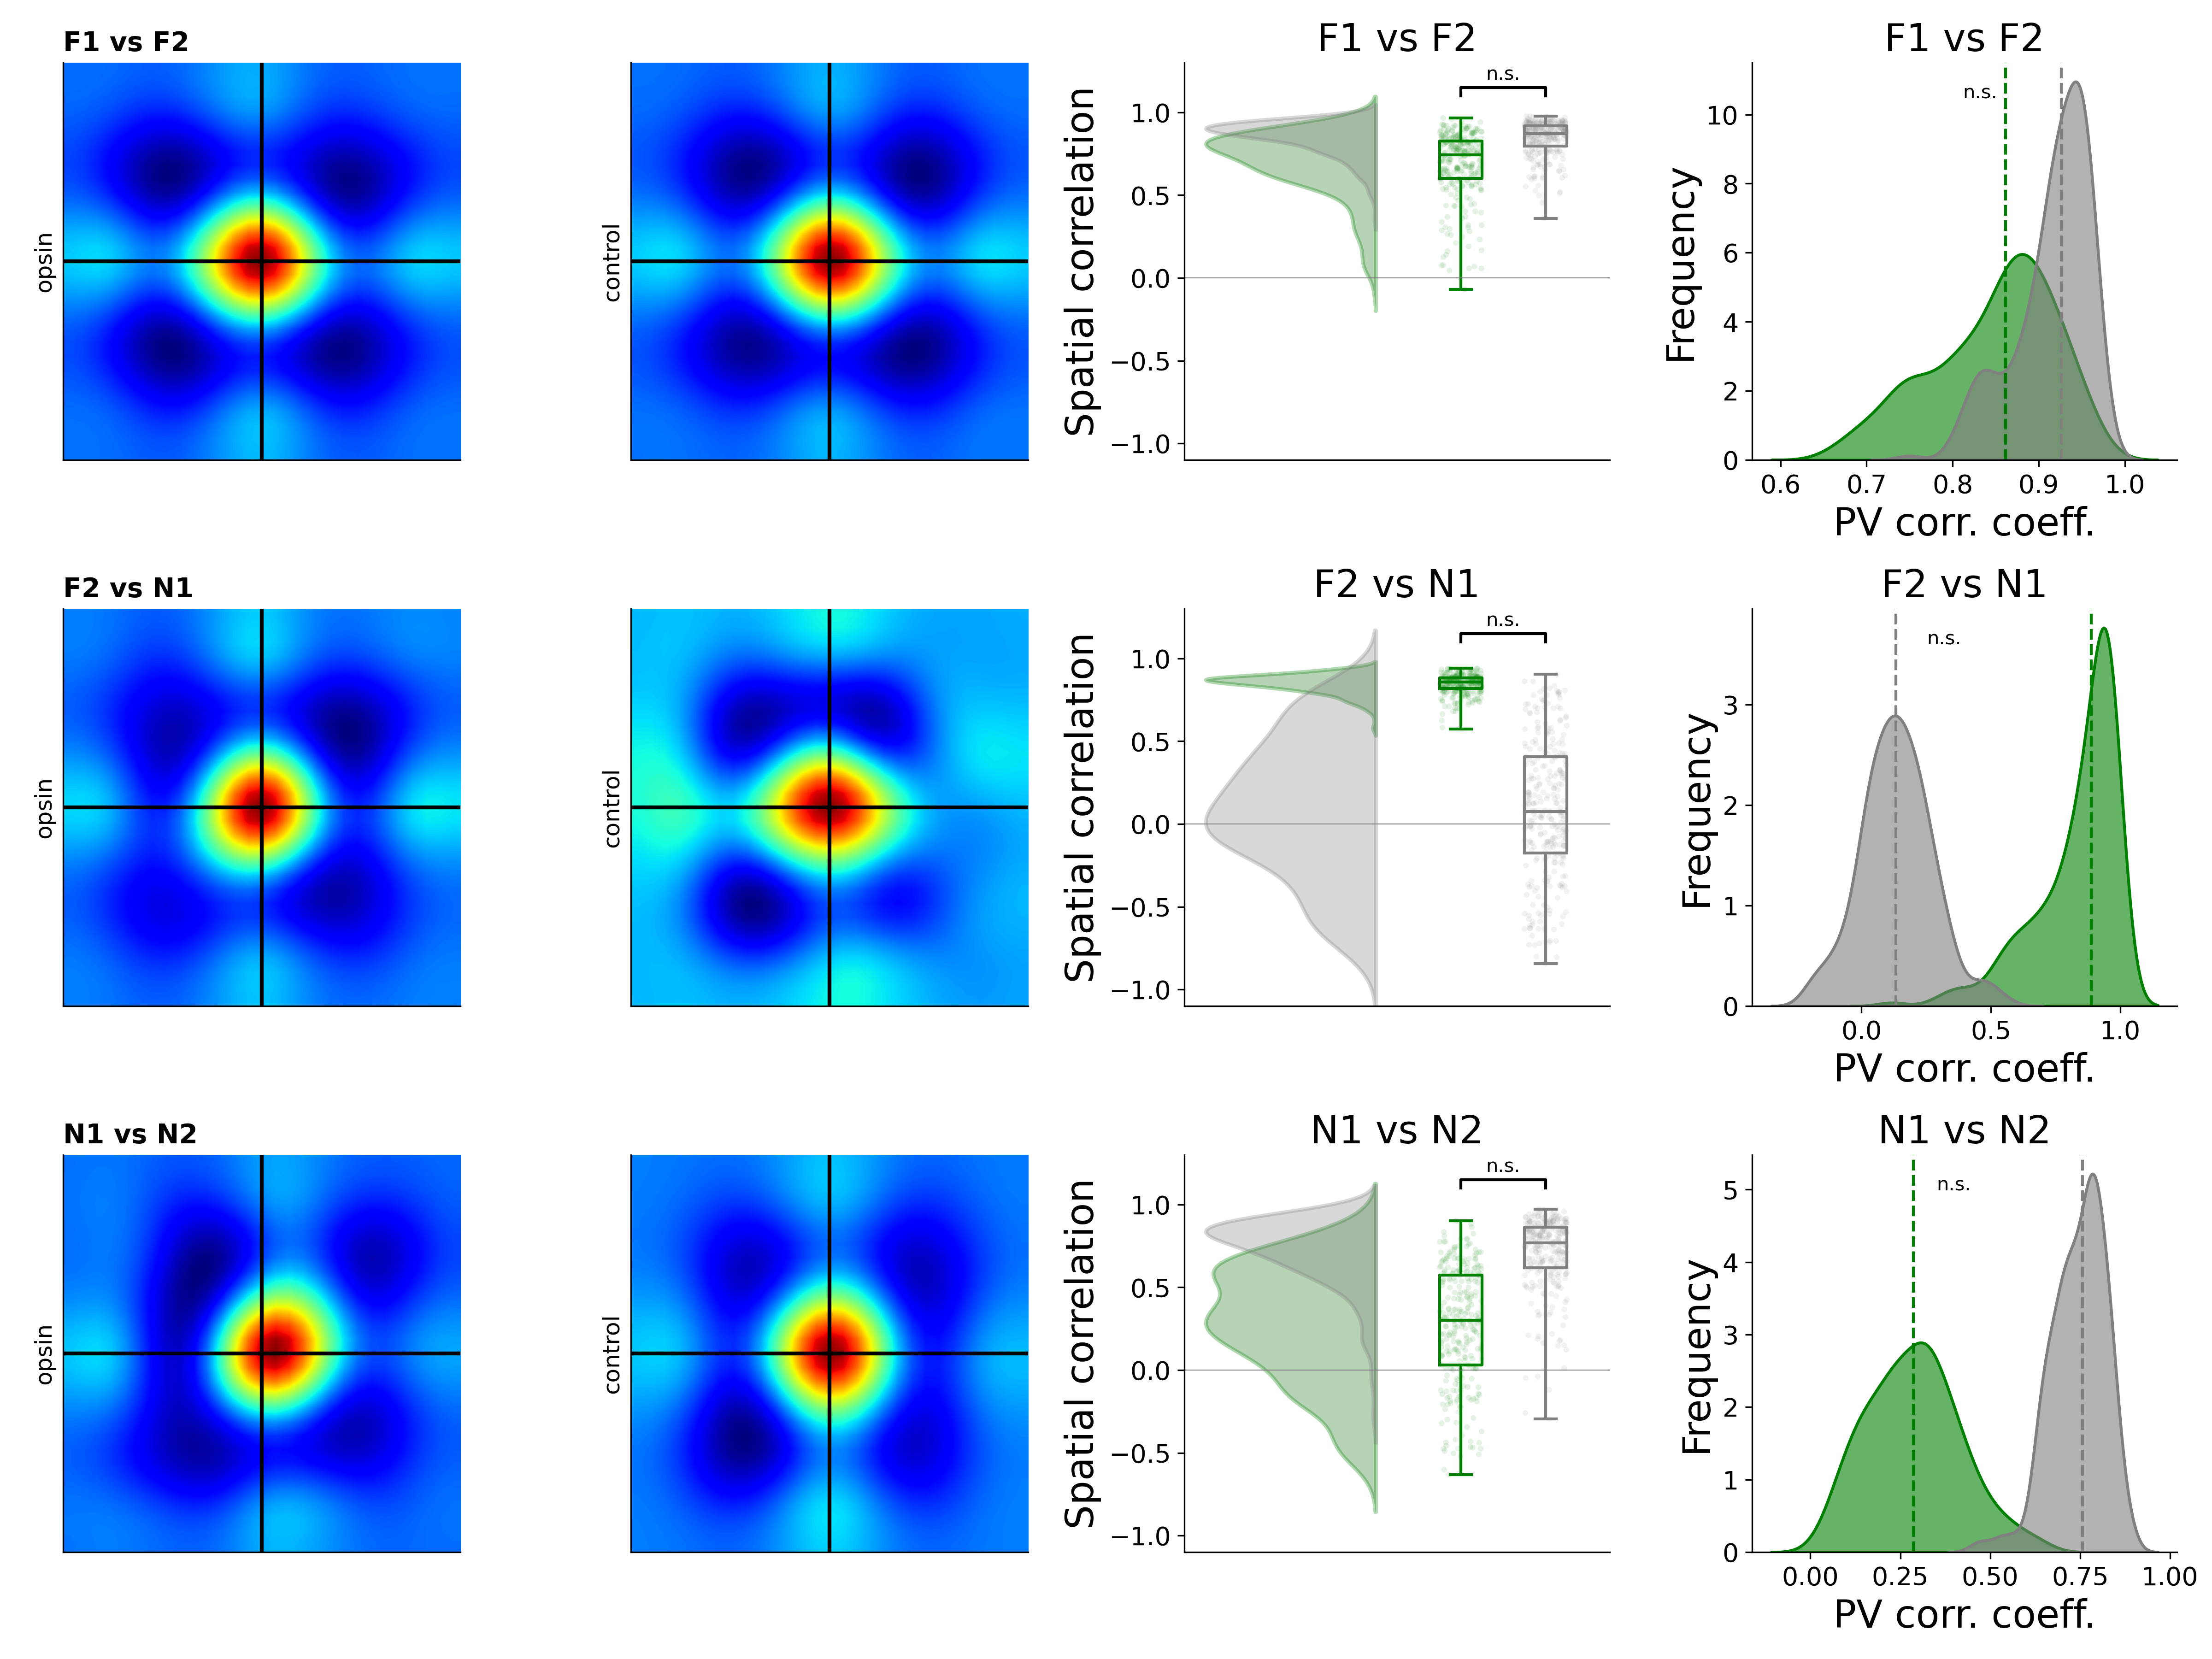 F1 vs F2
opsin
control
F1 vs F2
n.s.
Spatial correlation
1.0
0.5
0.0
−0.5
−1.0
F1 vs F2
n.s.
Frequency
10
8
6
4
2
0
0.6 0.7 0.8 0.9 1.0
PV corr. coeff.
F2 vs N1
opsin
control
F2 vs N1
n.s.
Spatial correlation
1.0
0.5
0.0
−0.5
−1.0
F2 vs N1
n.s.
Frequency
3
2
1
0
0.0 0.5 1.0
PV corr. coeff.
N1 vs N2
opsin
control
N1 vs N2
n.s.
Spatial correlation
1.0
0.5
0.0
−0.5
−1.0
N1 vs N2
n.s.
Frequency
5
4
3
2
1
0
0.00 0.25 0.50 0.75 1.00
PV corr. coeff.